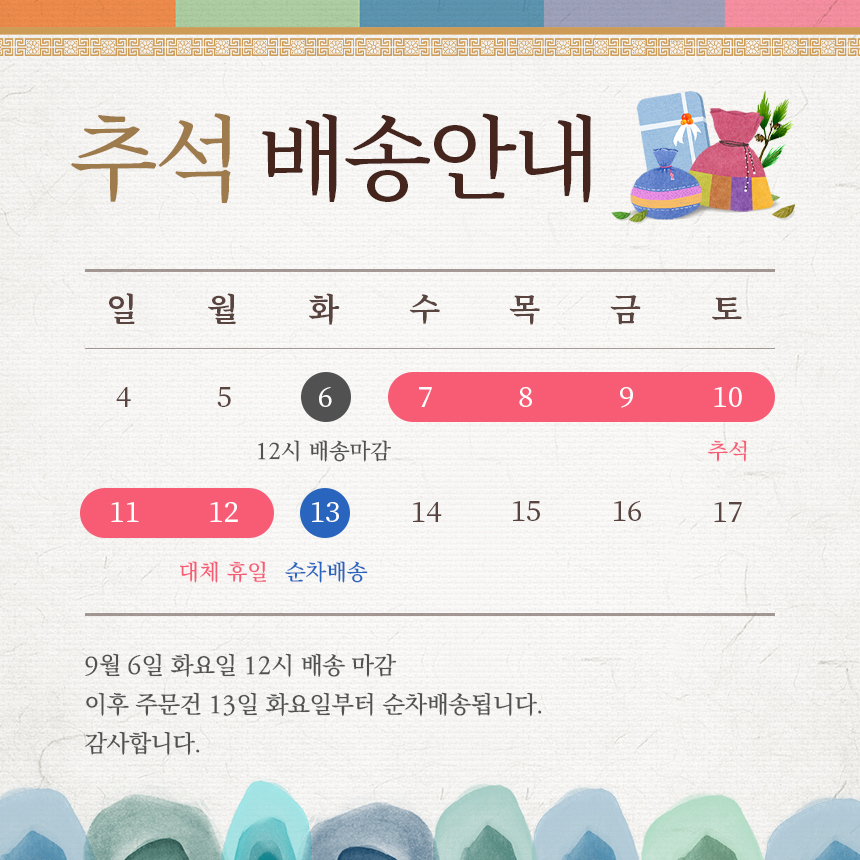 추석 배송안내
일 월 화 수 목 금 토
4 5 6 7 8 9 10
12시 배송마감 추석
11 12 13 14 15 16 17
대체 휴일 순차배송
9월 6일 화요일 12시 배송 마감
이후 주문건 13일 화요일부터 순차배송됩니다.
감사합니다.